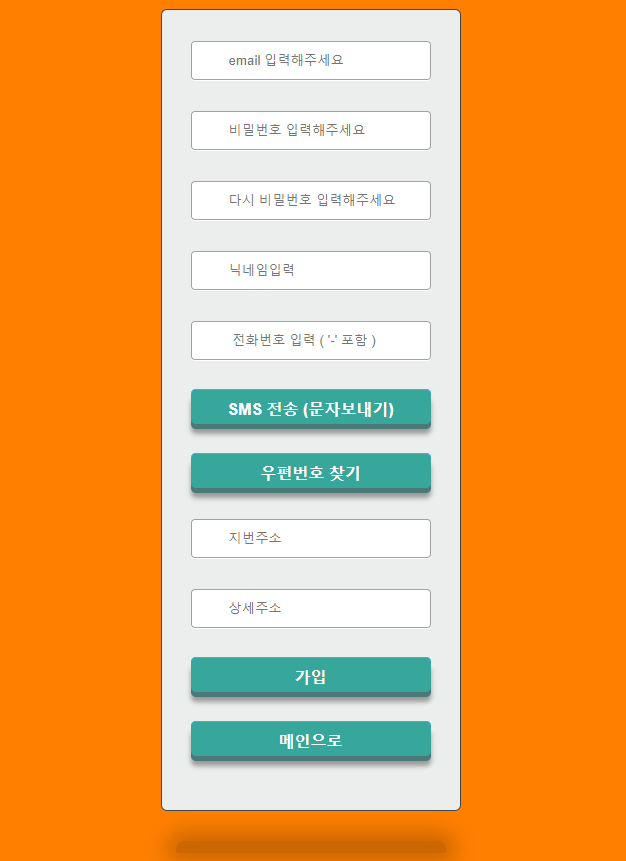 email 입력해주세요
비밀번호 입력해주세요
다시 비밀번호 입력해주세요
닉네임입력
전화번호 입력 ( '-' 포함 )
SMS 전송 (문자보내기)
우편번호 찾기
지번주소
상세주소
가입
메인으로